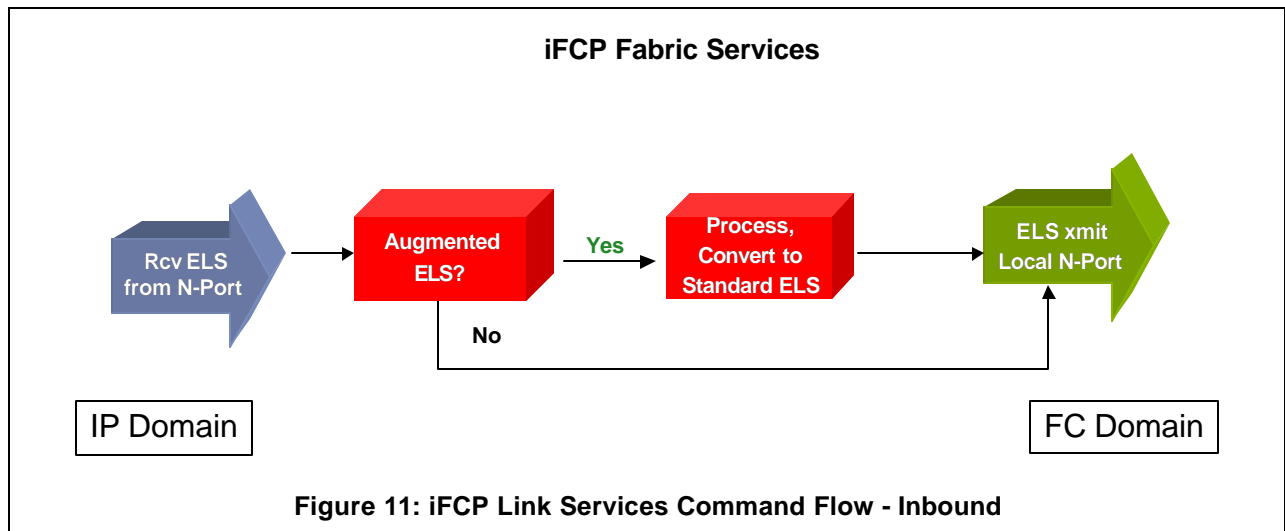 iFCP Fabric Services
Rcv ELS
from N-Port
Augmented
ELS?
Yes
Process,
Convert to
Standard ELS
ELS xmit
Local N-Port
No
IP Domain
FC Domain
Figure 11: iFCP Link Services Command Flow - Inbound